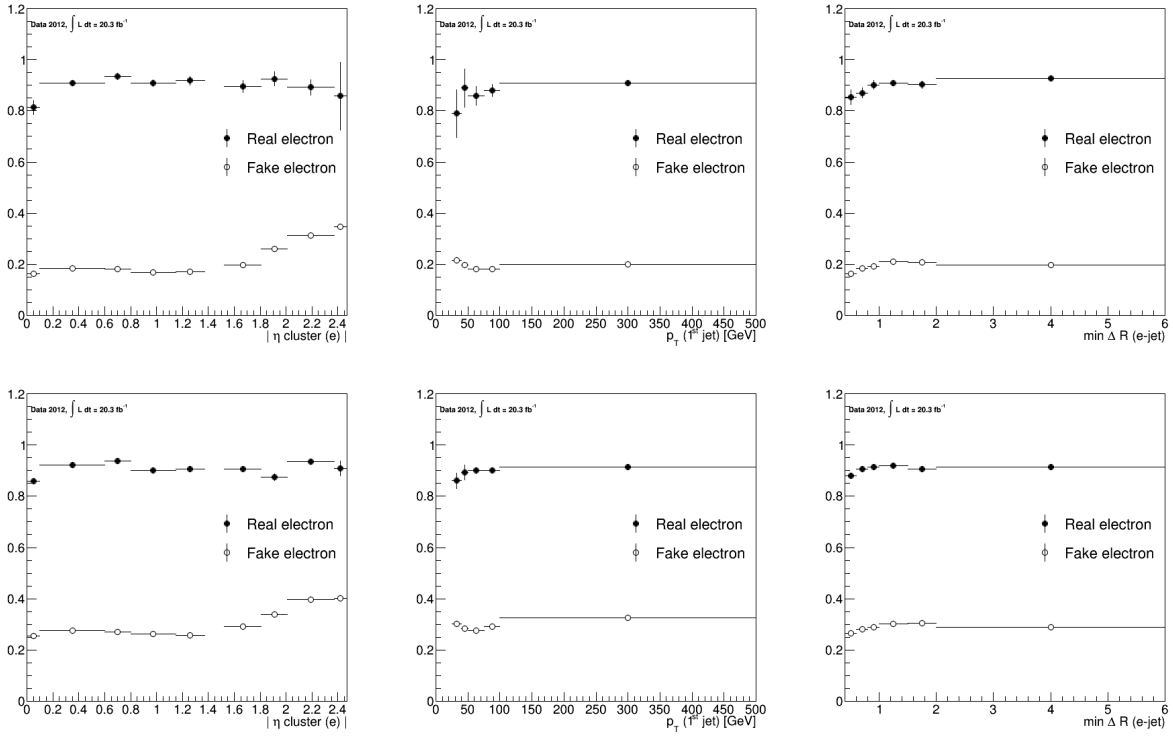 1.2
Data 2012, ∫ L dt = 20.3 fb⁻¹
1
0.8
Real electron
0.6
Fake electron
0.4
0.2
0
0 0.2 0.4 0.6 0.8 1 1.2 1.4 1.6 1.8 2 2.2 2.4
| η cluster (e) |
1.2
Data 2012, ∫ L dt = 20.3 fb⁻¹
1
0.8
Real electron
0.6
Fake electron
0.4
0.2
0
0 50 100 150 200 250 300 350 400 450 500
p_T (1ˢᵗ jet) [GeV]
1.2
Data 2012, ∫ L dt = 20.3 fb⁻¹
1
0.8
Real electron
0.6
Fake electron
0.4
0.2
0
1 2 3 4 5 6
min Δ R (e-jet)
1.2
Data 2012, ∫ L dt = 20.3 fb⁻¹
1
0.8
0.6
Real electron
Fake electron
0.4
0.2
0
0 0.2 0.4 0.6 0.8 1 1.2 1.4 1.6 1.8 2 2.2 2.4
| η cluster (e) |
1.2
Data 2012, ∫ L dt = 20.3 fb⁻¹
1
0.8
Real electron
0.6
Fake electron
0.4
0.2
0
0 50 100 150 200 250 300 350 400 450 500
p_T (1ˢᵗ jet) [GeV]
1.2
Data 2012, ∫ L dt = 20.3 fb⁻¹
1
0.8
Real electron
0.6
Fake electron
0.4
0.2
0
1 2 3 4 5 6
min Δ R (e-jet)